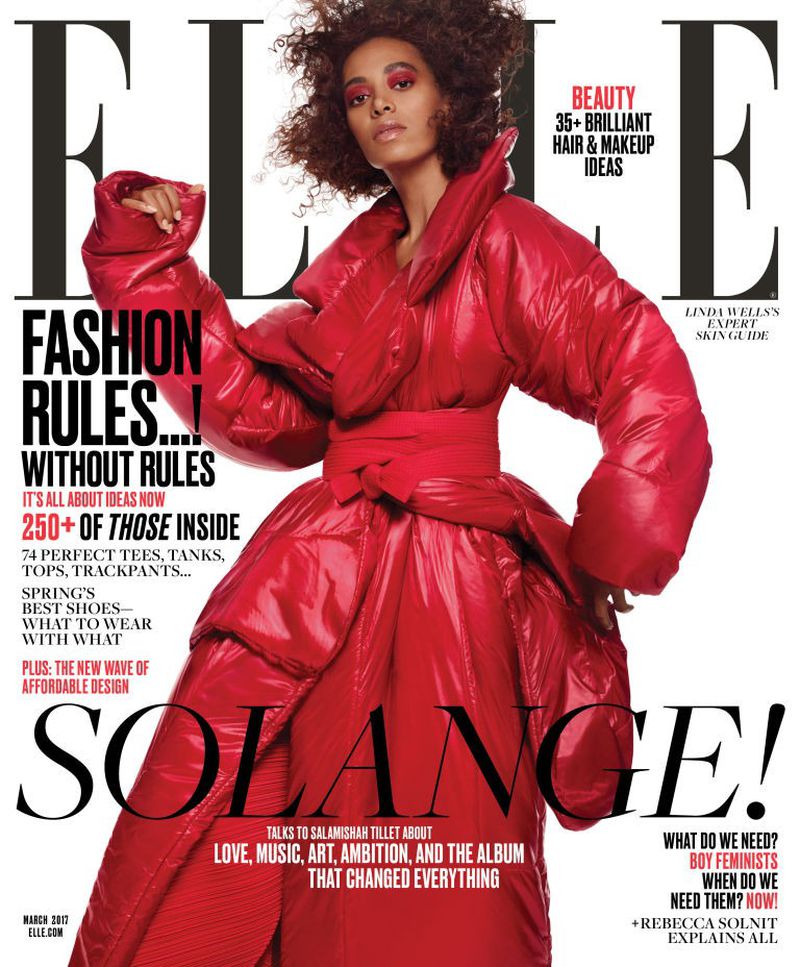 ELLE
BEAUTY
35+ BRILLIANT
HAIR & MAKEUP
IDEAS
LINDA WELLS'S
EXPERT
SKIN GUIDE
FASHION
RULES...!
WITHOUT RULES
IT'S ALL ABOUT IDEAS NOW
250+ OF THOSE INSIDE
74 PERFECT TEES, TANKS,
TOPS, TRACKPANTS...
SPRING'S
BEST SHOES—
WHAT TO WEAR
WITH WHAT
PLUS: THE NEW WAVE OF
AFFORDABLE DESIGN
SOLANGE!
TALKS TO SALAMISHAH TILLET ABOUT
LOVE, MUSIC, ART, AMBITION, AND THE ALBUM
THAT CHANGED EVERYTHING
WHAT DO WE NEED?
BOY FEMINISTS
WHEN DO WE
NEED THEM? NOW!
+REBECCA SOLNIT
EXPLAINS ALL
MARCH 2017
ELLE.COM